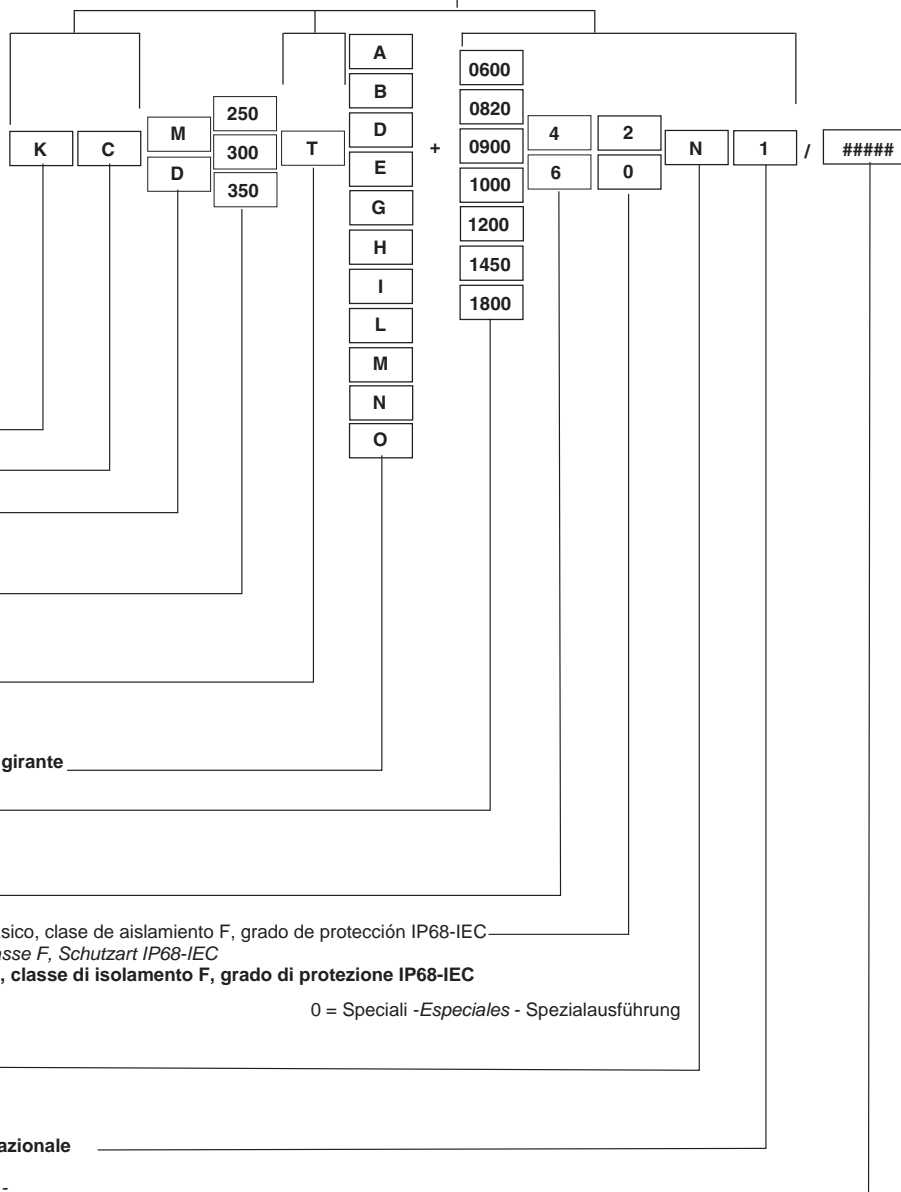 A
0600
B
250
0820
M
4
2
D
K
C
300
T
+
0900
N
1
/
#####
D
E
6
0
350
1000
G
1200
H
1450
I
1800
L
M
N
O
girante
sico, clase de aislamiento F, grado de protección IP68-IEC
asse F, Schutzart IP68-IEC
, classe di isolamento F, grado di protezione IP68-IEC
0 = Speciali -Especiales - Spezialausführung
azionale
-